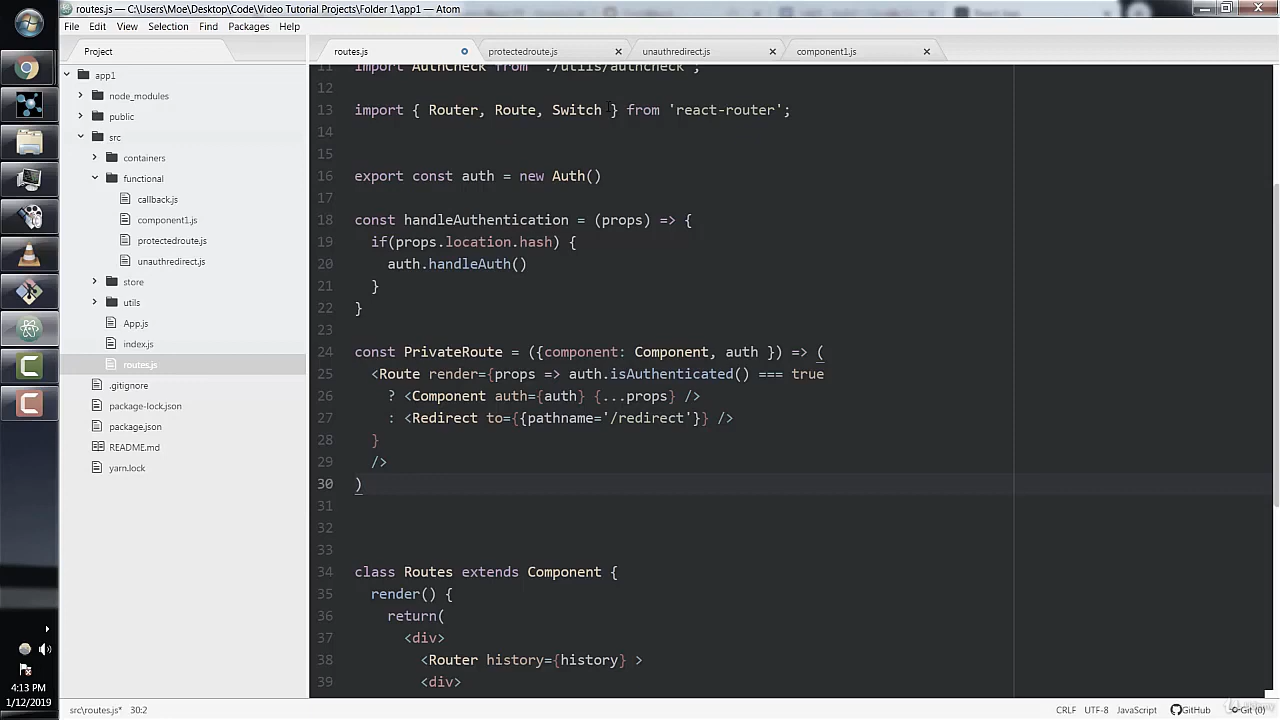 routes.js — C:\Users\Moe\Desktop\Code\Video Tutorial Projects\Folder 1\app1 — Atom
File Edit View Selection Find Packages Help
Project
routes.js protectedroute.js unauthredirect.js component1.js
app1
node_modules
public
src
containers
functional
callback.js
component1.js
protectedroute.js
unauthredirect.js
store
utils
App.js
index.js
routes.js
.gitignore
package-lock.json
package.json
README.md
yarn.lock
11 import AuthCheck from './utils/authcheck';
12
13 import { Router, Route, Switch } from 'react-router';
14
15
16 export const auth = new Auth()
17
18 const handleAuthentication = (props) => {
19 if(props.location.hash) {
20 auth.handleAuth()
21 }
22 }
23
24 const PrivateRoute = ({component: Component, auth }) => (
25 <Route render={props => auth.isAuthenticated() === true
26 ? <Component auth={auth} {...props} />
27 : <Redirect to={{pathname='/redirect'}} />
28 }
29 />
30 )
31
32
33
34 class Routes extends Component {
35 render() {
36 return(
37 <div>
38 <Router history={history} >
39 <div>
4:13 PM
1/12/2019
src\routes.js* 30:2
CRLF UTF-8 JavaScript GitHub Git (0)